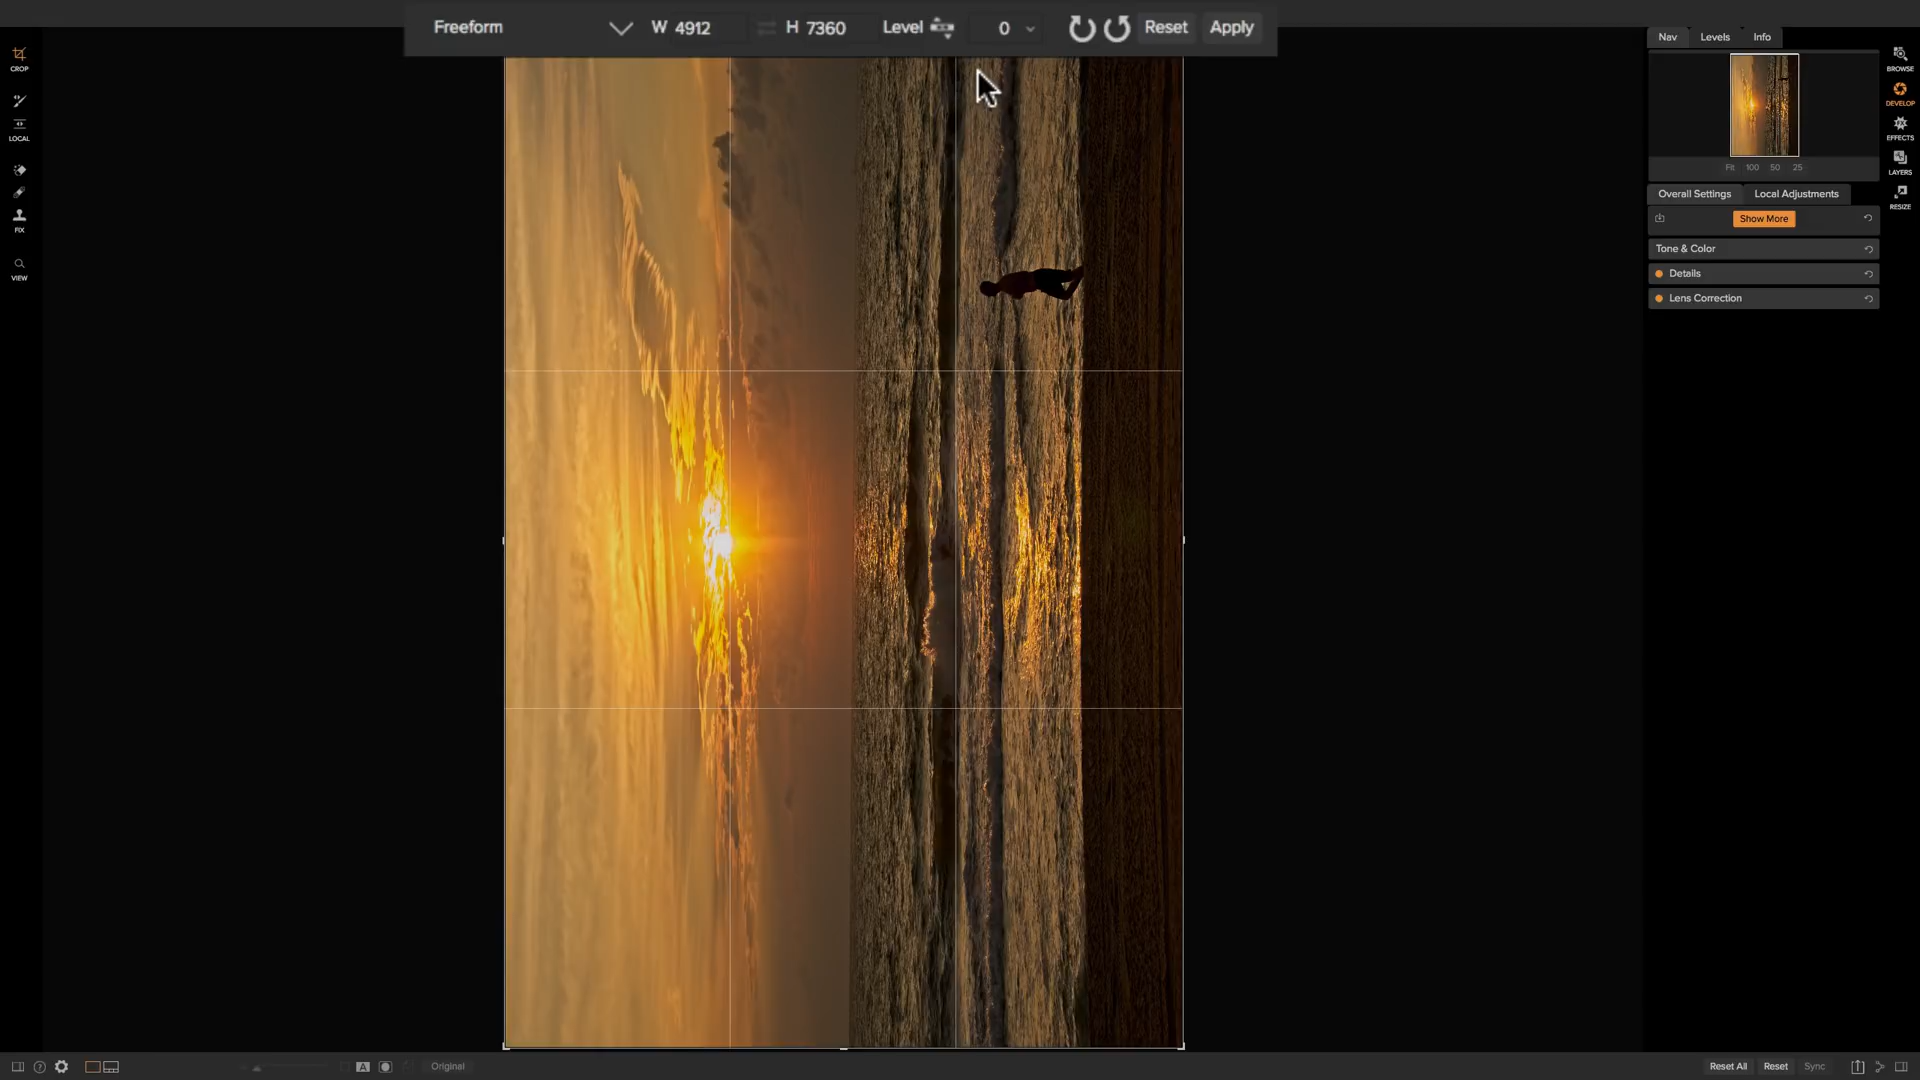 Freeform W 4912 H 7360 Level 0 Reset Apply
Nav Levels Info
CROP
LOCAL
FIX
VIEW
Fit 100 50 25
Overall Settings Local Adjustments
Show More
Tone & Color
Details
Lens Correction
BROWSE
DEVELOP
EFFECTS
LAYERS
RESIZE
A Original
Reset All Reset Sync